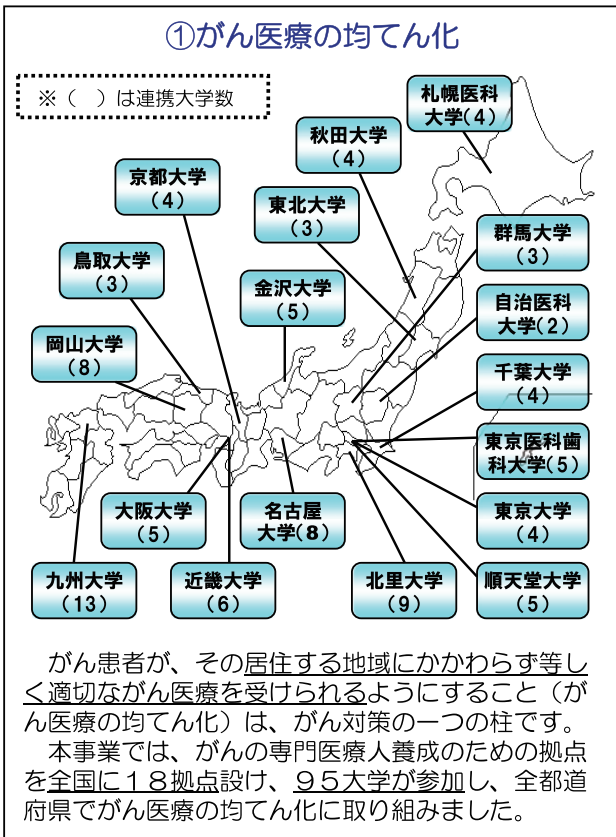 ①がん医療の均てん化
※（　）は連携大学数
札幌医科
大学(4)
秋田大学
(4)
京都大学
(4)
東北大学
(3)
群馬大学
(3)
鳥取大学
(3)
金沢大学
(5)
自治医科
大学(2)
岡山大学
(8)
千葉大学
(4)
東京医科歯
科大学(5)
大阪大学
(5)
名古屋
大学(8)
東京大学
(4)
九州大学
(13)
近畿大学
(6)
北里大学
(9)
順天堂大学
(5)
がん患者が、その居住する地域にかかわらず等し
く適切ながん医療を受けられるようにすること（が
ん医療の均てん化）は、がん対策の一つの柱です。
本事業では、がんの専門医療人養成のための拠点
を全国に１８拠点設け、９５大学が参加し、全都道
府県でがん医療の均てん化に取り組みました。